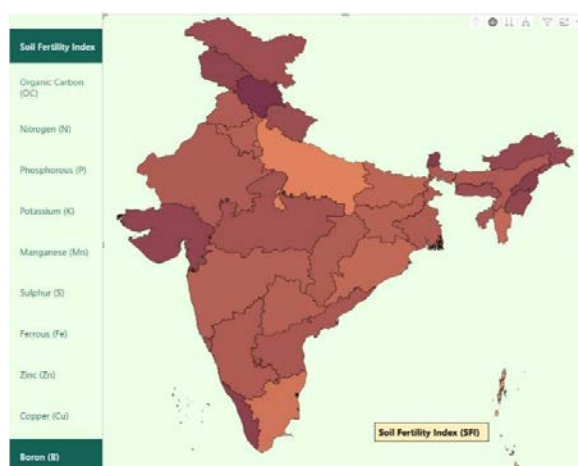 Soil Fertility Index
Organic Carbon
(OC)
Nitrogen (N)
Phosphorous (P)
Potassium (K)
Manganese (Mn)
Sulphur (S)
Ferrous (Fe)
Zinc (Zn)
Copper (Cu)
Boron (B)
Soil Fertility Index (SFI)